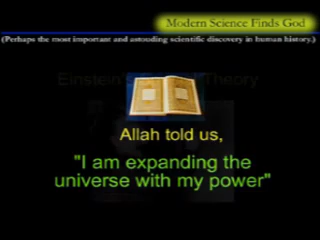 Modern Science Finds God
(Perhaps the most important and astouding scientific discovery in human history.)
Einstein's Theory
Allah told us,
"I am expanding the
universe with my power"